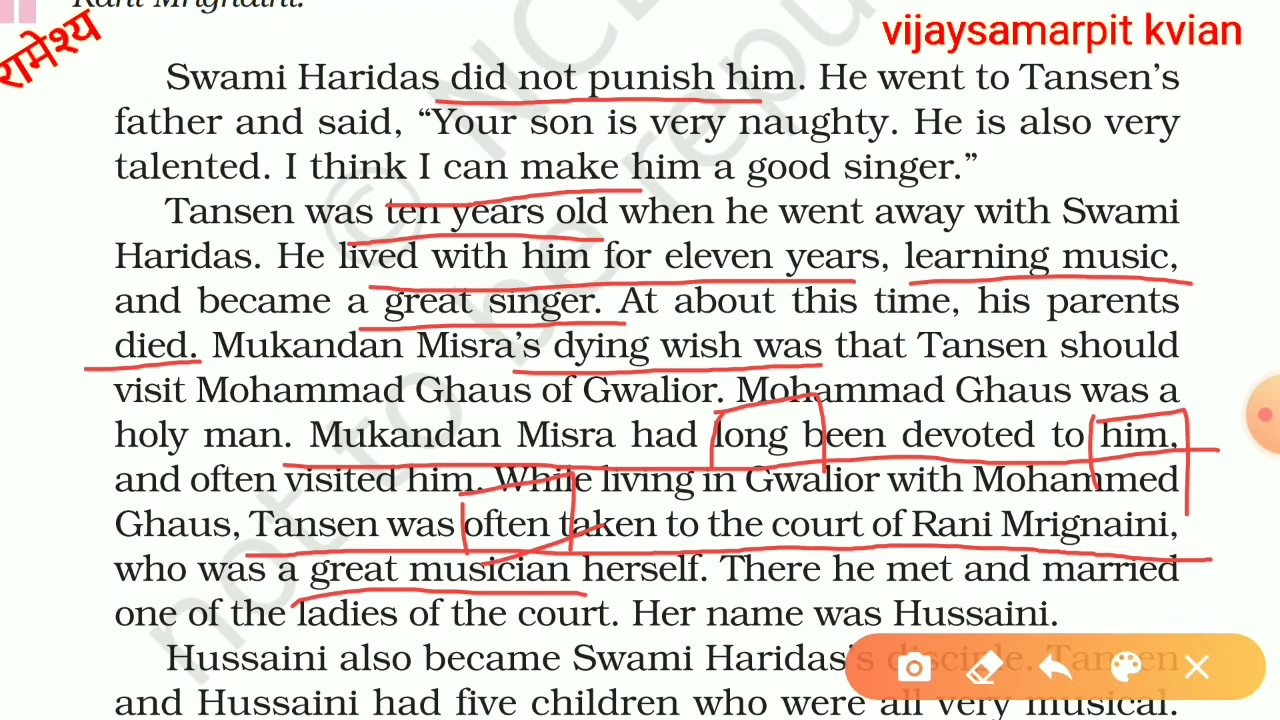 Rani Mrignaini.
रामेश्य
vijaysamarpit kvian
Swami Haridas did not punish him. He went to Tansen’s
father and said, “Your son is very naughty. He is also very
talented. I think I can make him a good singer.”
Tansen was ten years old when he went away with Swami
Haridas. He lived with him for eleven years, learning music,
and became a great singer. At about this time, his parents
died. Mukandan Misra’s dying wish was that Tansen should
visit Mohammad Ghaus of Gwalior. Mohammad Ghaus was a
holy man. Mukandan Misra had long been devoted to him,
and often visited him. While living in Gwalior with Mohammed
Ghaus, Tansen was often taken to the court of Rani Mrignaini,
who was a great musician herself. There he met and married
one of the ladies of the court. Her name was Hussaini.
Hussaini also became Swami Haridas’s disciple. Tansen
and Hussaini had five children who were all very musical.
© NC
not to be repu